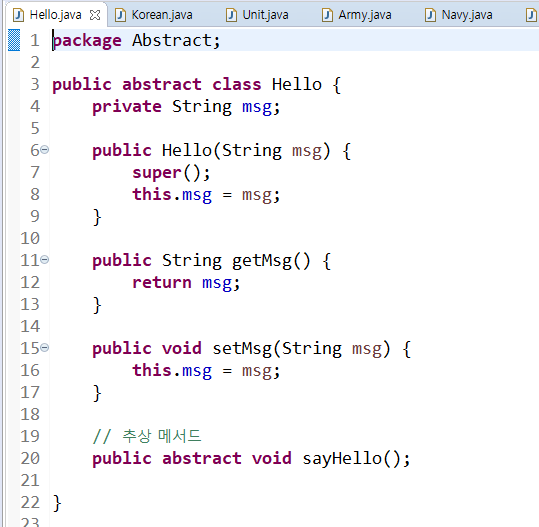 Hello.java Korean.java Unit.java Army.java Navy.java
1 package Abstract;
2
3 public abstract class Hello {
4 private String msg;
5
6 public Hello(String msg) {
7 super();
8 this.msg = msg;
9 }
10
11 public String getMsg() {
12 return msg;
13 }
14
15 public void setMsg(String msg) {
16 this.msg = msg;
17 }
18
19 // 추상 메서드
20 public abstract void sayHello();
21
22 }
23